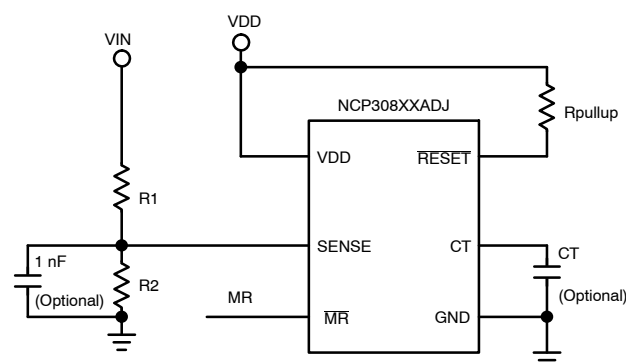 VDD
VIN
NCP308XXADJ
Rpullup
VDD
RESET
R1
SENSE
CT
CT
1 nF
(Optional)
R2
(Optional)
MR
MR
GND